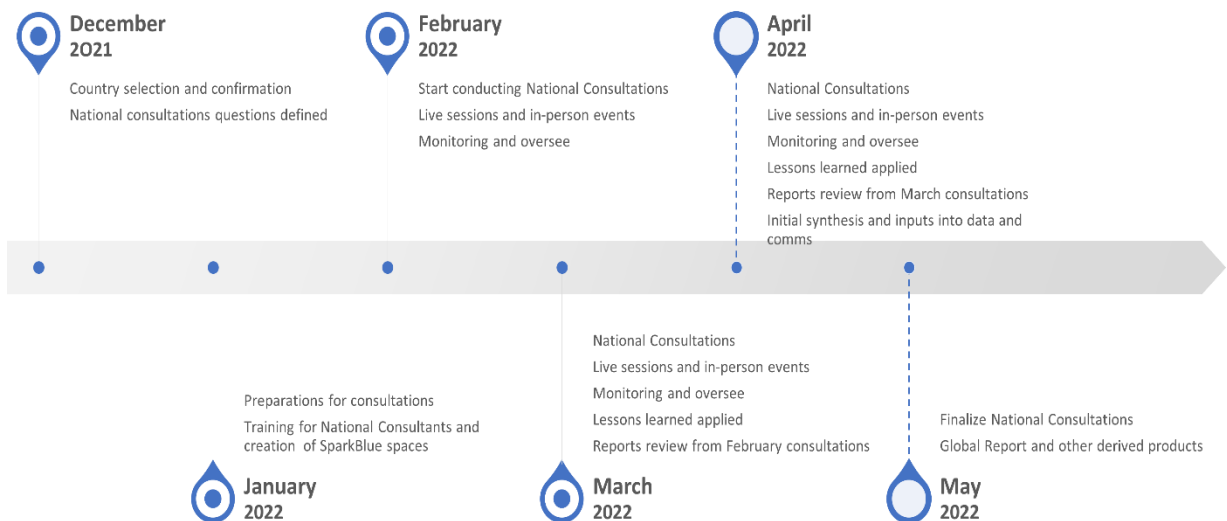 December
2O21
Country selection and confirmation
National consultations questions defined
February
2022
Start conducting National Consultations
Live sessions and in-person events
Monitoring and oversee
April
2022
National Consultations
Live sessions and in-person events
Monitoring and oversee
Lessons learned applied
Reports review from March consultations
Initial synthesis and inputs into data and
comms
Preparations for consultations
Training for National Consultants and
creation of SparkBlue spaces
January
2022
National Consultations
Live sessions and in-person events
Monitoring and oversee
Lessons learned applied
Reports review from February consultations
March
2022
Finalize National Consultations
Global Report and other derived products
May
2022